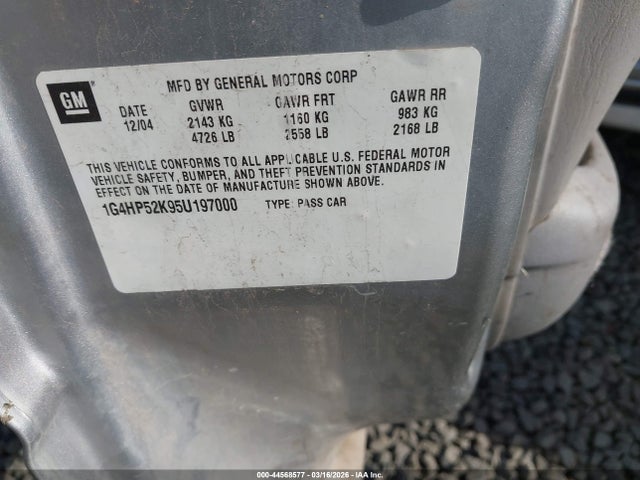 MFD BY GENERAL MOTORS CORP
GM
DATE GVWR GAWR FRT GAWR RR
12/04 2143 KG 1160 KG 983 KG
4726 LB 2558 LB 2168 LB
THIS VEHICLE CONFORMS TO ALL APPLICABLE U.S. FEDERAL MOTOR
VEHICLE SAFETY, BUMPER, AND THEFT PREVENTION STANDARDS IN
EFFECT ON THE DATE OF MANUFACTURE SHOWN ABOVE.
1G4HP52K95U197000 TYPE: PASS CAR
000-44568577 - 03/16/2026 - IAA Inc.